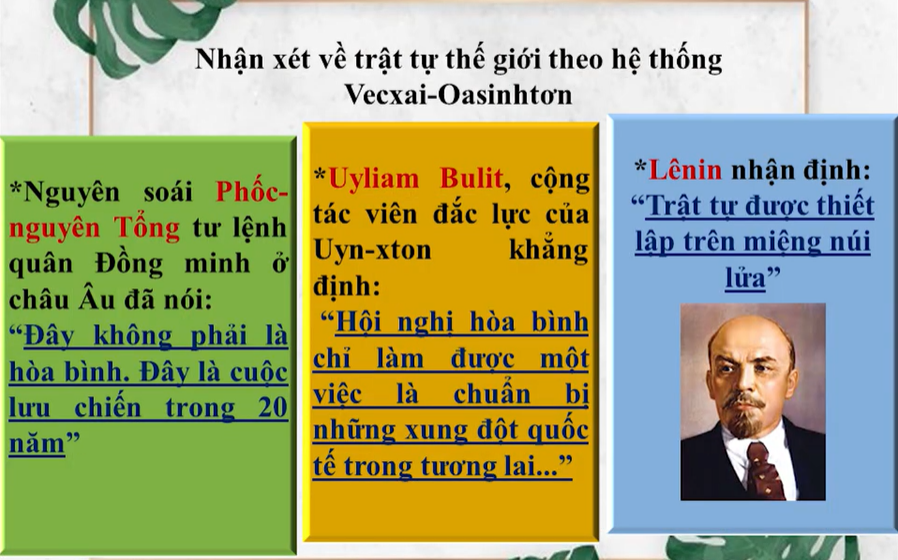 Nhận xét về trật tự thế giới theo hệ thống
Vecxai-Oasinhtơn
*Nguyên soái Phốc-
nguyên Tổng tư lệnh
quân Đồng minh ở
châu Âu đã nói:
“Đây không phải là
hòa bình. Đây là cuộc
lưu chiến trong 20
năm”
*Uyliam Bulit, cộng
tác viên đắc lực của
Uyn-xton khẳng
định:
“Hội nghị hòa bình
chỉ làm được một
việc là chuẩn bị
những xung đột quốc
tế trong tương lai...”
*Lênin nhận định:
“Trật tự được thiết
lập trên miệng núi
lửa”